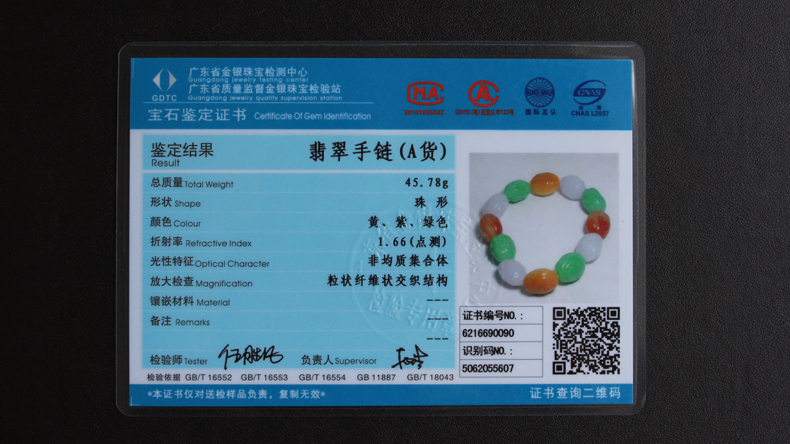 广东省金银珠宝检测中心
Guangdong jewelry testing center
广东省质量监督金银珠宝检验站
Guangdong jewelry quality supervision station
GDTC
宝石鉴定证书 Certificate Of Gem Identification
MA
国际互认
CNAS
CNAS L2057
鉴定结果
Result
翡翠手链(A货)
总质量 Total Weight 45.78g
形状 Shape 珠形
颜色 Colour 黄、紫、绿色
折射率 Refractive Index 1.66(点测)
光性特征 Optical Character 非均质集合体
放大检查 Magnification 粒状纤维状交织结构
镶嵌材料 Material ---
备注 Remarks ---
---
检验师 Tester 负责人 Supervisor
检验依据 GB/T 16552 GB/T 16553 GB/T 16554 GB 11887 GB/T 18043
证书编号NO.:
6216690090
识别码NO.:
5062055607
*本证书仅对送检样品负责，复制无效*
证书查询二维码